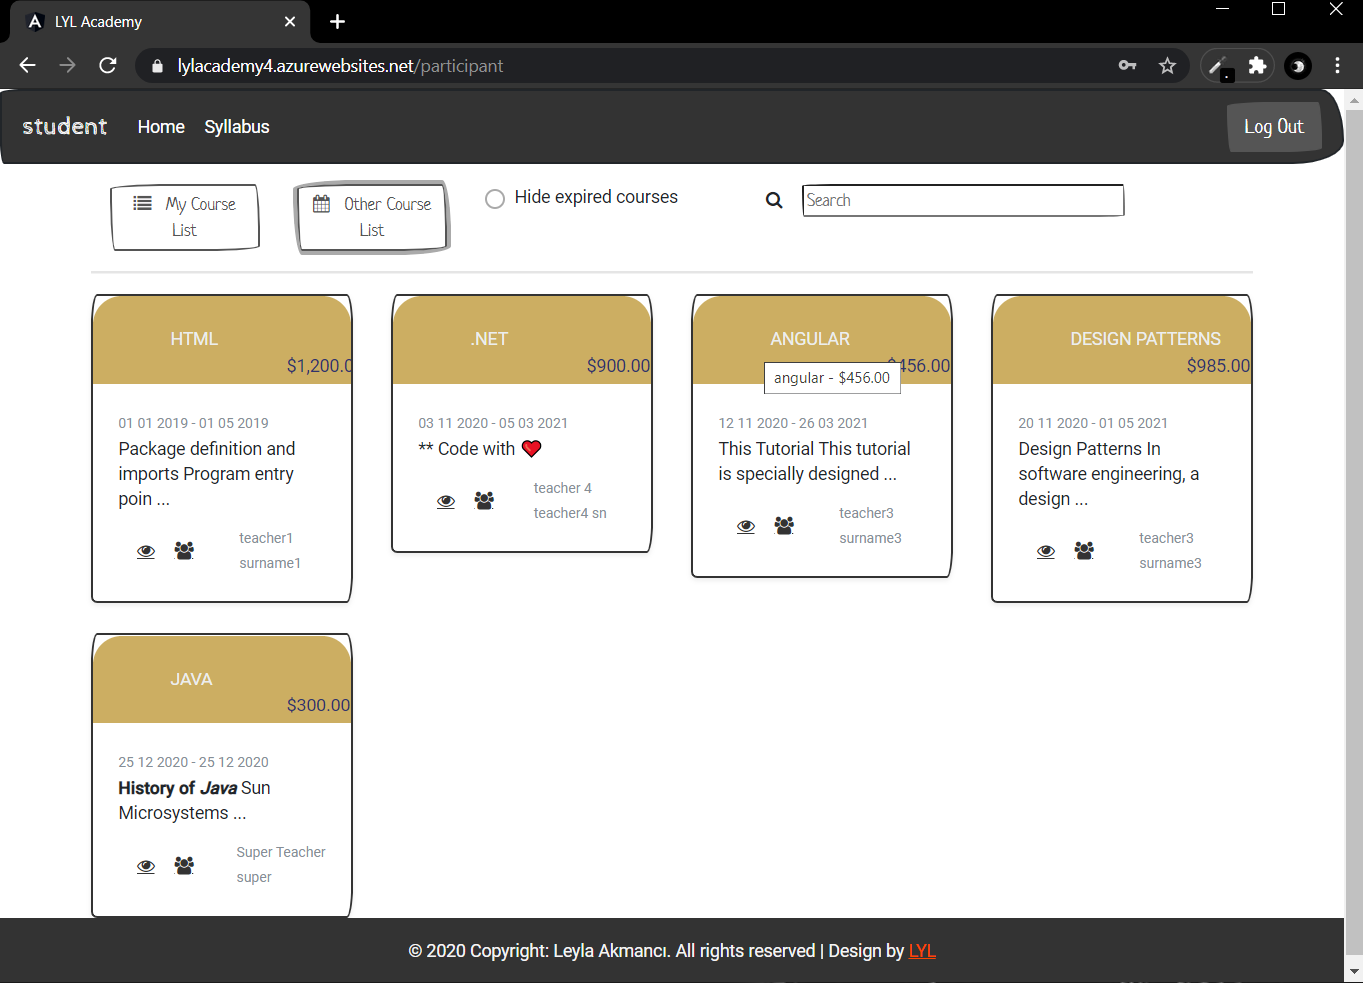 LYL Academy
lylacademy4.azurewebsites.net/participant
student Home Syllabus Log Out
My Course
List
Other Course
List
Hide expired courses
Search
HTML
$1,200.0
01 01 2019 - 01 05 2019
Package definition and
imports Program entry
poin ...
teacher1
surname1
.NET
$900.00
03 11 2020 - 05 03 2021
** Code with ❤
teacher 4
teacher4 sn
ANGULAR
$456.00
angular - $456.00
12 11 2020 - 26 03 2021
This Tutorial This tutorial
is specially designed ...
teacher3
surname3
DESIGN PATTERNS
$985.00
20 11 2020 - 01 05 2021
Design Patterns In
software engineering, a
design ...
teacher3
surname3
JAVA
$300.00
25 12 2020 - 25 12 2020
History of Java Sun
Microsystems ...
Super Teacher
super
© 2020 Copyright: Leyla Akmancı. All rights reserved | Design by LYL